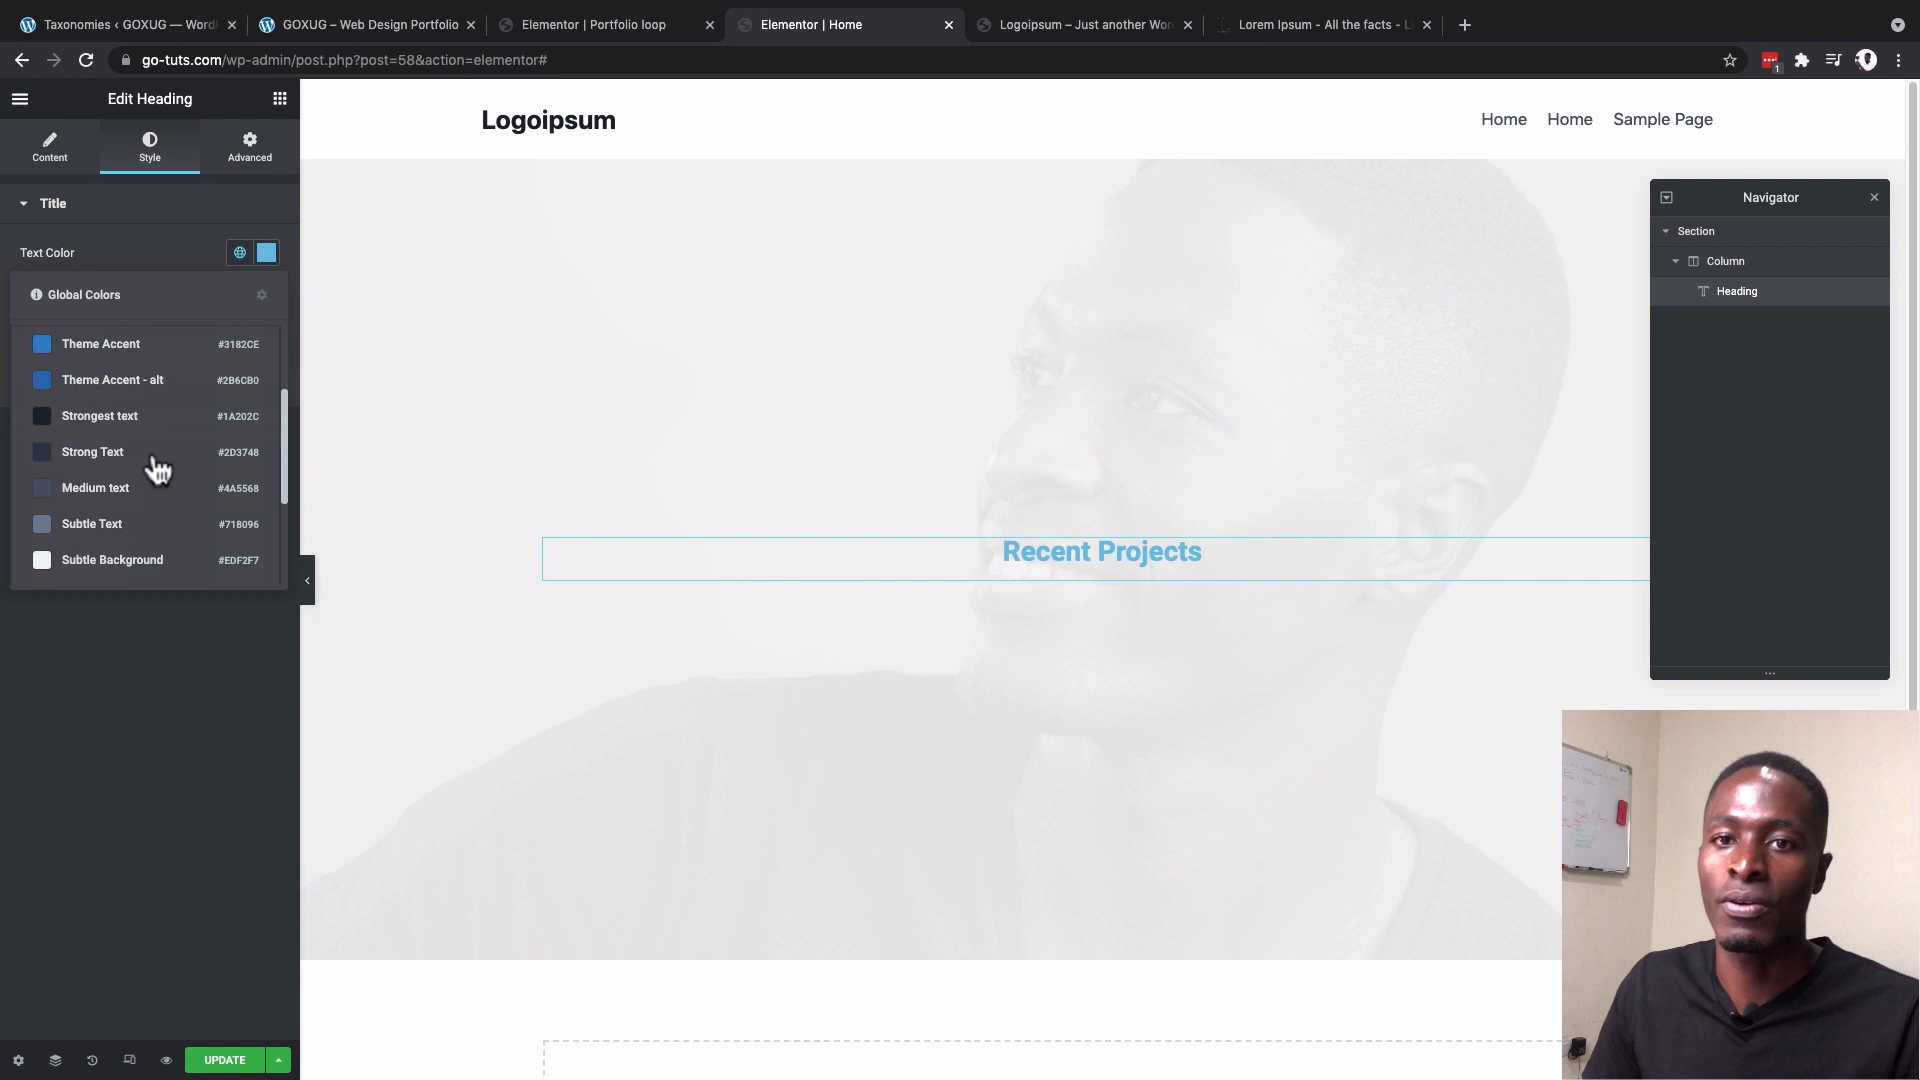 Taxonomies ‹ GOXUG — Word
GOXUG – Web Design Portfolio
Elementor | Portfolio loop
Elementor | Home
Logoipsum – Just another Wor
Lorem Ipsum - All the facts - L
go-tuts.com/wp-admin/post.php?post=58&action=elementor#
1
Edit Heading
Content
Style
Advanced
Title
Text Color
Global Colors
Theme Accent #3182CE
Theme Accent - alt #2B6CB0
Strongest text #1A202C
Strong Text #2D3748
Medium text #4A5568
Subtle Text #718096
Subtle Background #EDF2F7
UPDATE
Logoipsum
Home Home Sample Page
Recent Projects
Navigator
Section
Column
Heading